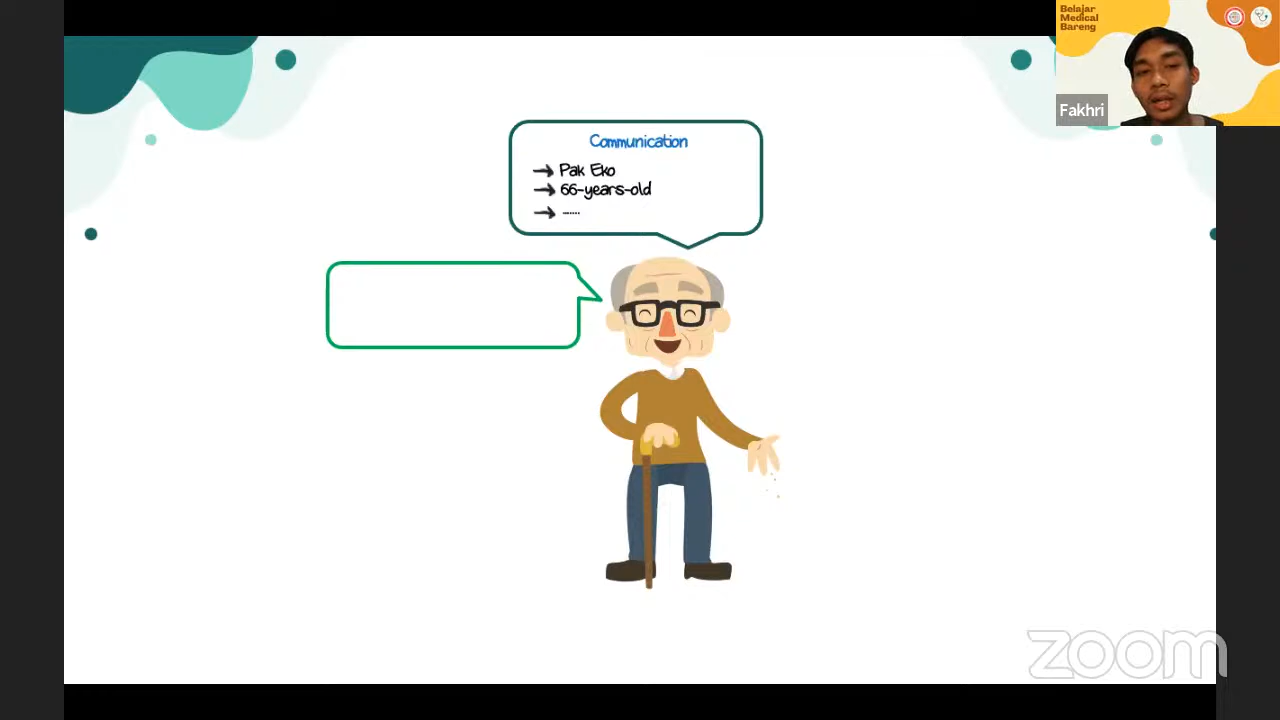 Belajar
Medical
Bareng
Fakhri
Communication
→ Pak Eko
→ 66-years-old
→ .......
zoom